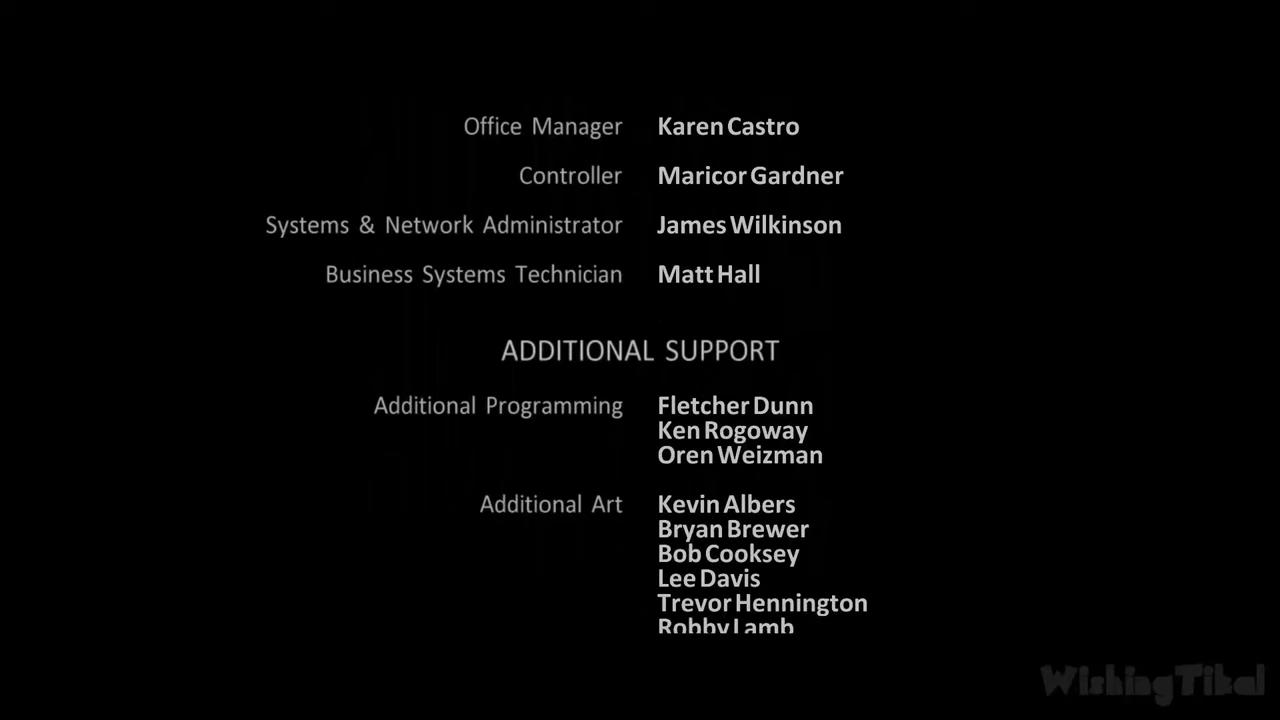 Office Manager Karen Castro
Controller Maricor Gardner
Systems & Network Administrator James Wilkinson
Business Systems Technician Matt Hall
ADDITIONAL SUPPORT
Additional Programming Fletcher Dunn
Ken Rogoway
Oren Weizman
Additional Art Kevin Albers
Bryan Brewer
Bob Cooksey
Lee Davis
Trevor Hennington
Robby Lamb
WishingTikal